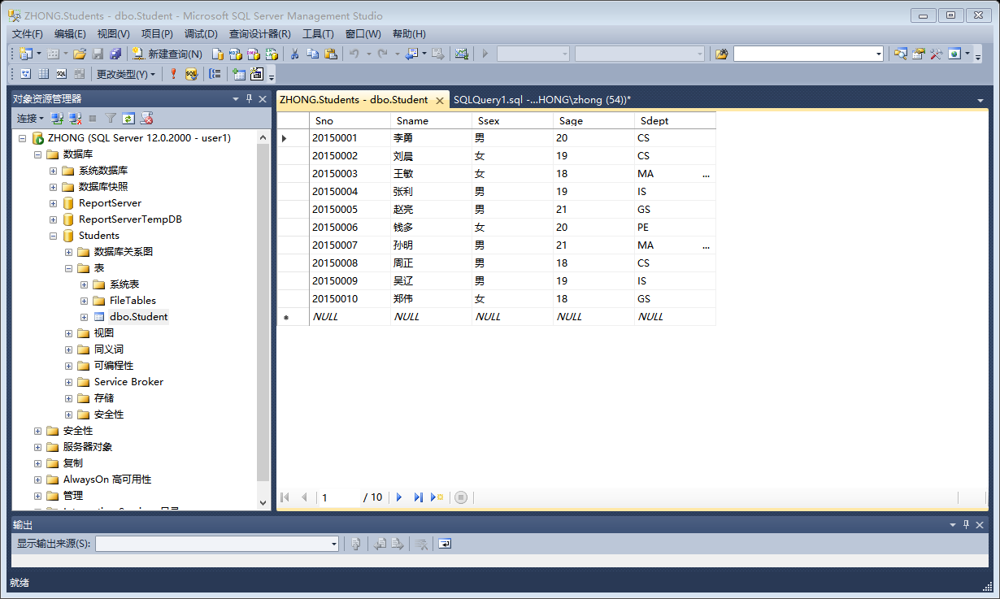 ZHONG.Students - dbo.Student - Microsoft SQL Server Management Studio
文件(F) 编辑(E) 视图(V) 项目(P) 调试(D) 查询设计器(R) 工具(T) 窗口(W) 帮助(H)
新建查询(N)
更改类型(Y)
对象资源管理器
连接
ZHONG (SQL Server 12.0.2000 - user1)
数据库
系统数据库
数据库快照
ReportServer
ReportServerTempDB
Students
数据库关系图
表
系统表
FileTables
dbo.Student
视图
同义词
可编程性
Service Broker
存储
安全性
安全性
服务器对象
复制
AlwaysOn 高可用性
管理
ZHONG.Students - dbo.Student SQLQuery1.sql -...HONG\zhong (54))*
Sno Sname Ssex Sage Sdept
20150001 李勇 男 20 CS
20150002 刘晨 女 19 CS
20150003 王敏 女 18 MA ...
20150004 张利 男 19 IS
20150005 赵亮 男 21 GS
20150006 钱多 女 20 PE
20150007 孙明 男 21 MA ...
20150008 周正 男 18 CS
20150009 吴辽 男 19 IS
20150010 郑伟 女 18 GS
NULL NULL NULL NULL NULL
1 / 10
输出
显示输出来源(S):
就绪